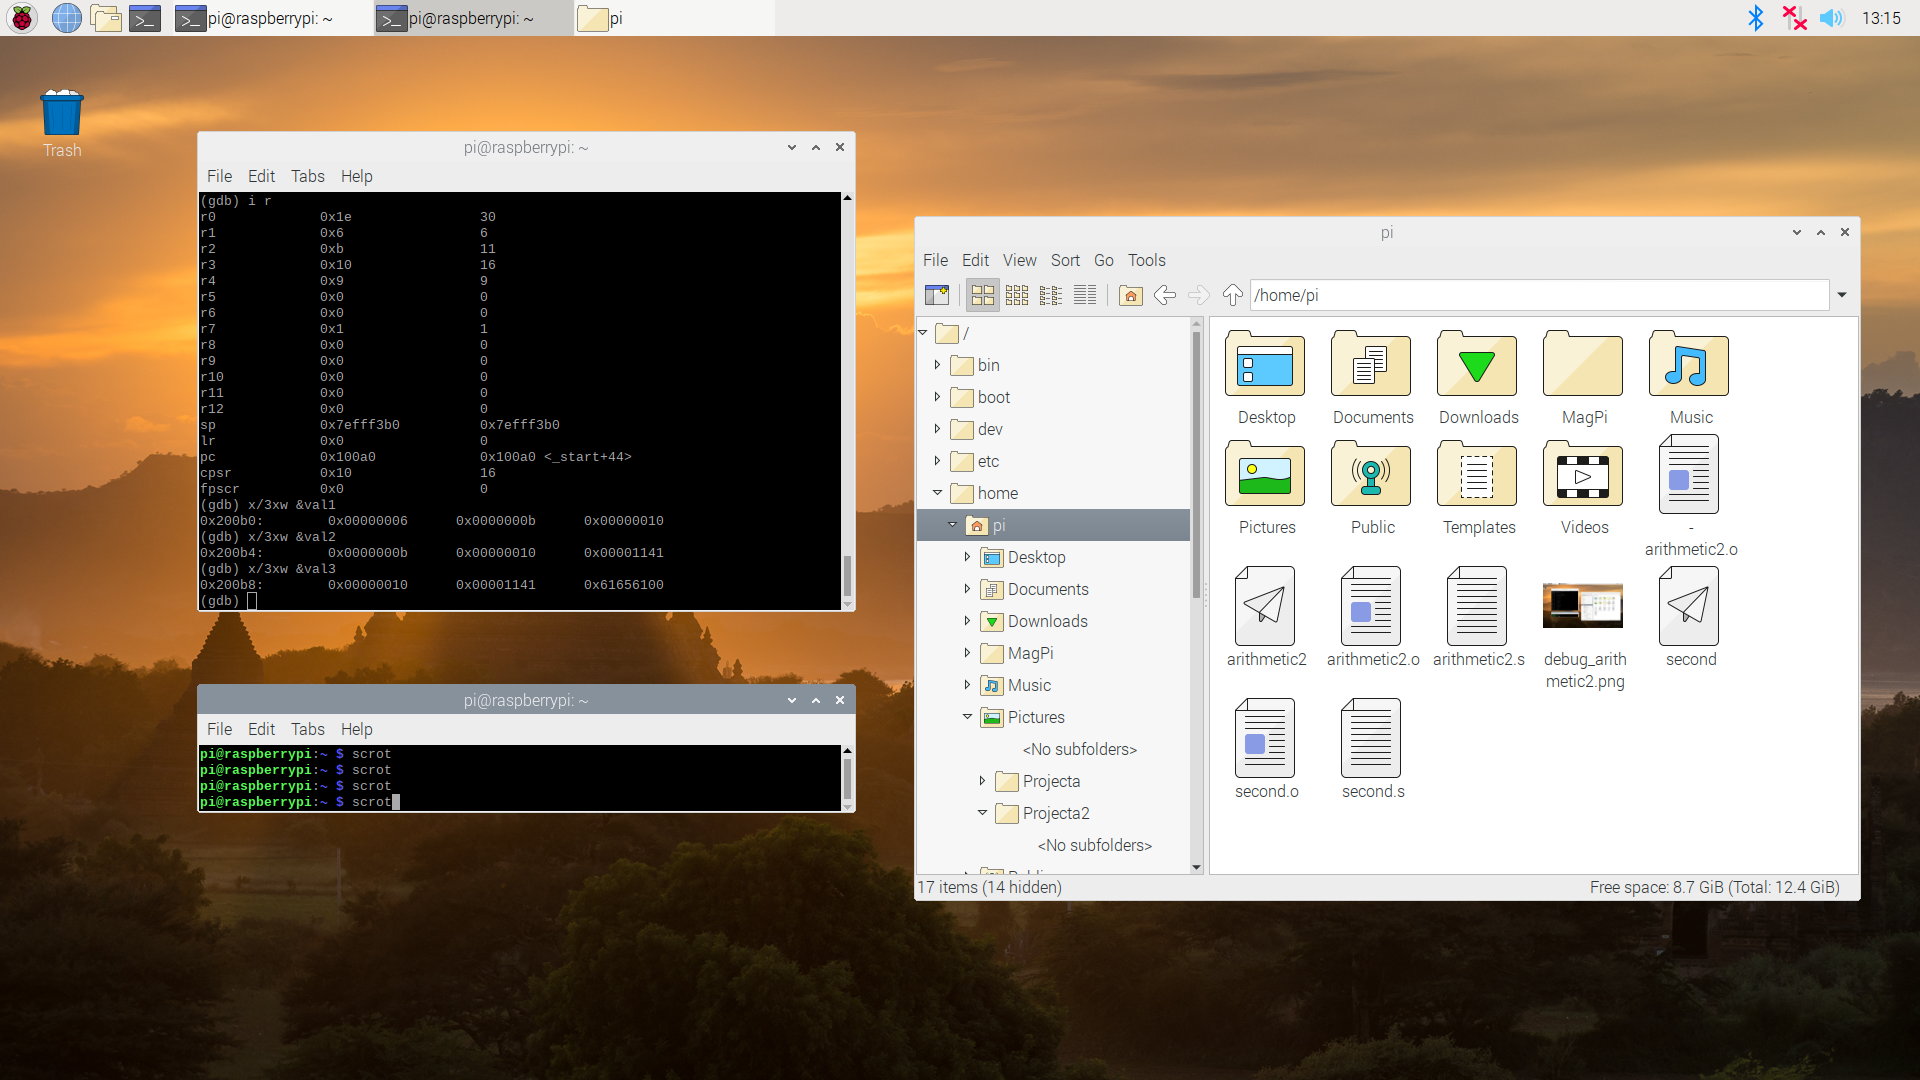 pi@raspberrypi: ~
pi@raspberrypi: ~
pi
13:15
Trash
pi@raspberrypi: ~
File Edit Tabs Help
(gdb) i r
r0 0x1e 30
r1 0x6 6
r2 0xb 11
r3 0x10 16
r4 0x9 9
r5 0x0 0
r6 0x0 0
r7 0x1 1
r8 0x0 0
r9 0x0 0
r10 0x0 0
r11 0x0 0
r12 0x0 0
sp 0x7efff3b0 0x7efff3b0
lr 0x0 0
pc 0x100a0 0x100a0 <_start+44>
cpsr 0x10 16
fpscr 0x0 0
(gdb) x/3xw &val1
0x200b0: 0x00000006 0x0000000b 0x00000010
(gdb) x/3xw &val2
0x200b4: 0x0000000b 0x00000010 0x00001141
(gdb) x/3xw &val3
0x200b8: 0x00000010 0x00001141 0x61656100
(gdb)
pi@raspberrypi: ~
File Edit Tabs Help
pi@raspberrypi:~ $ scrot
pi@raspberrypi:~ $ scrot
pi@raspberrypi:~ $ scrot
pi@raspberrypi:~ $ scrot
pi
File Edit View Sort Go Tools
/home/pi
/
bin
boot
dev
etc
home
pi
Desktop
Documents
Downloads
MagPi
Music
Pictures
<No subfolders>
Projecta
Projecta2
<No subfolders>
Desktop Documents Downloads MagPi Music
Pictures Public Templates Videos -
arithmetic2.o
arithmetic2 arithmetic2.o arithmetic2.s debug_arith second
metic2.png
second.o second.s
17 items (14 hidden) Free space: 8.7 GiB (Total: 12.4 GiB)